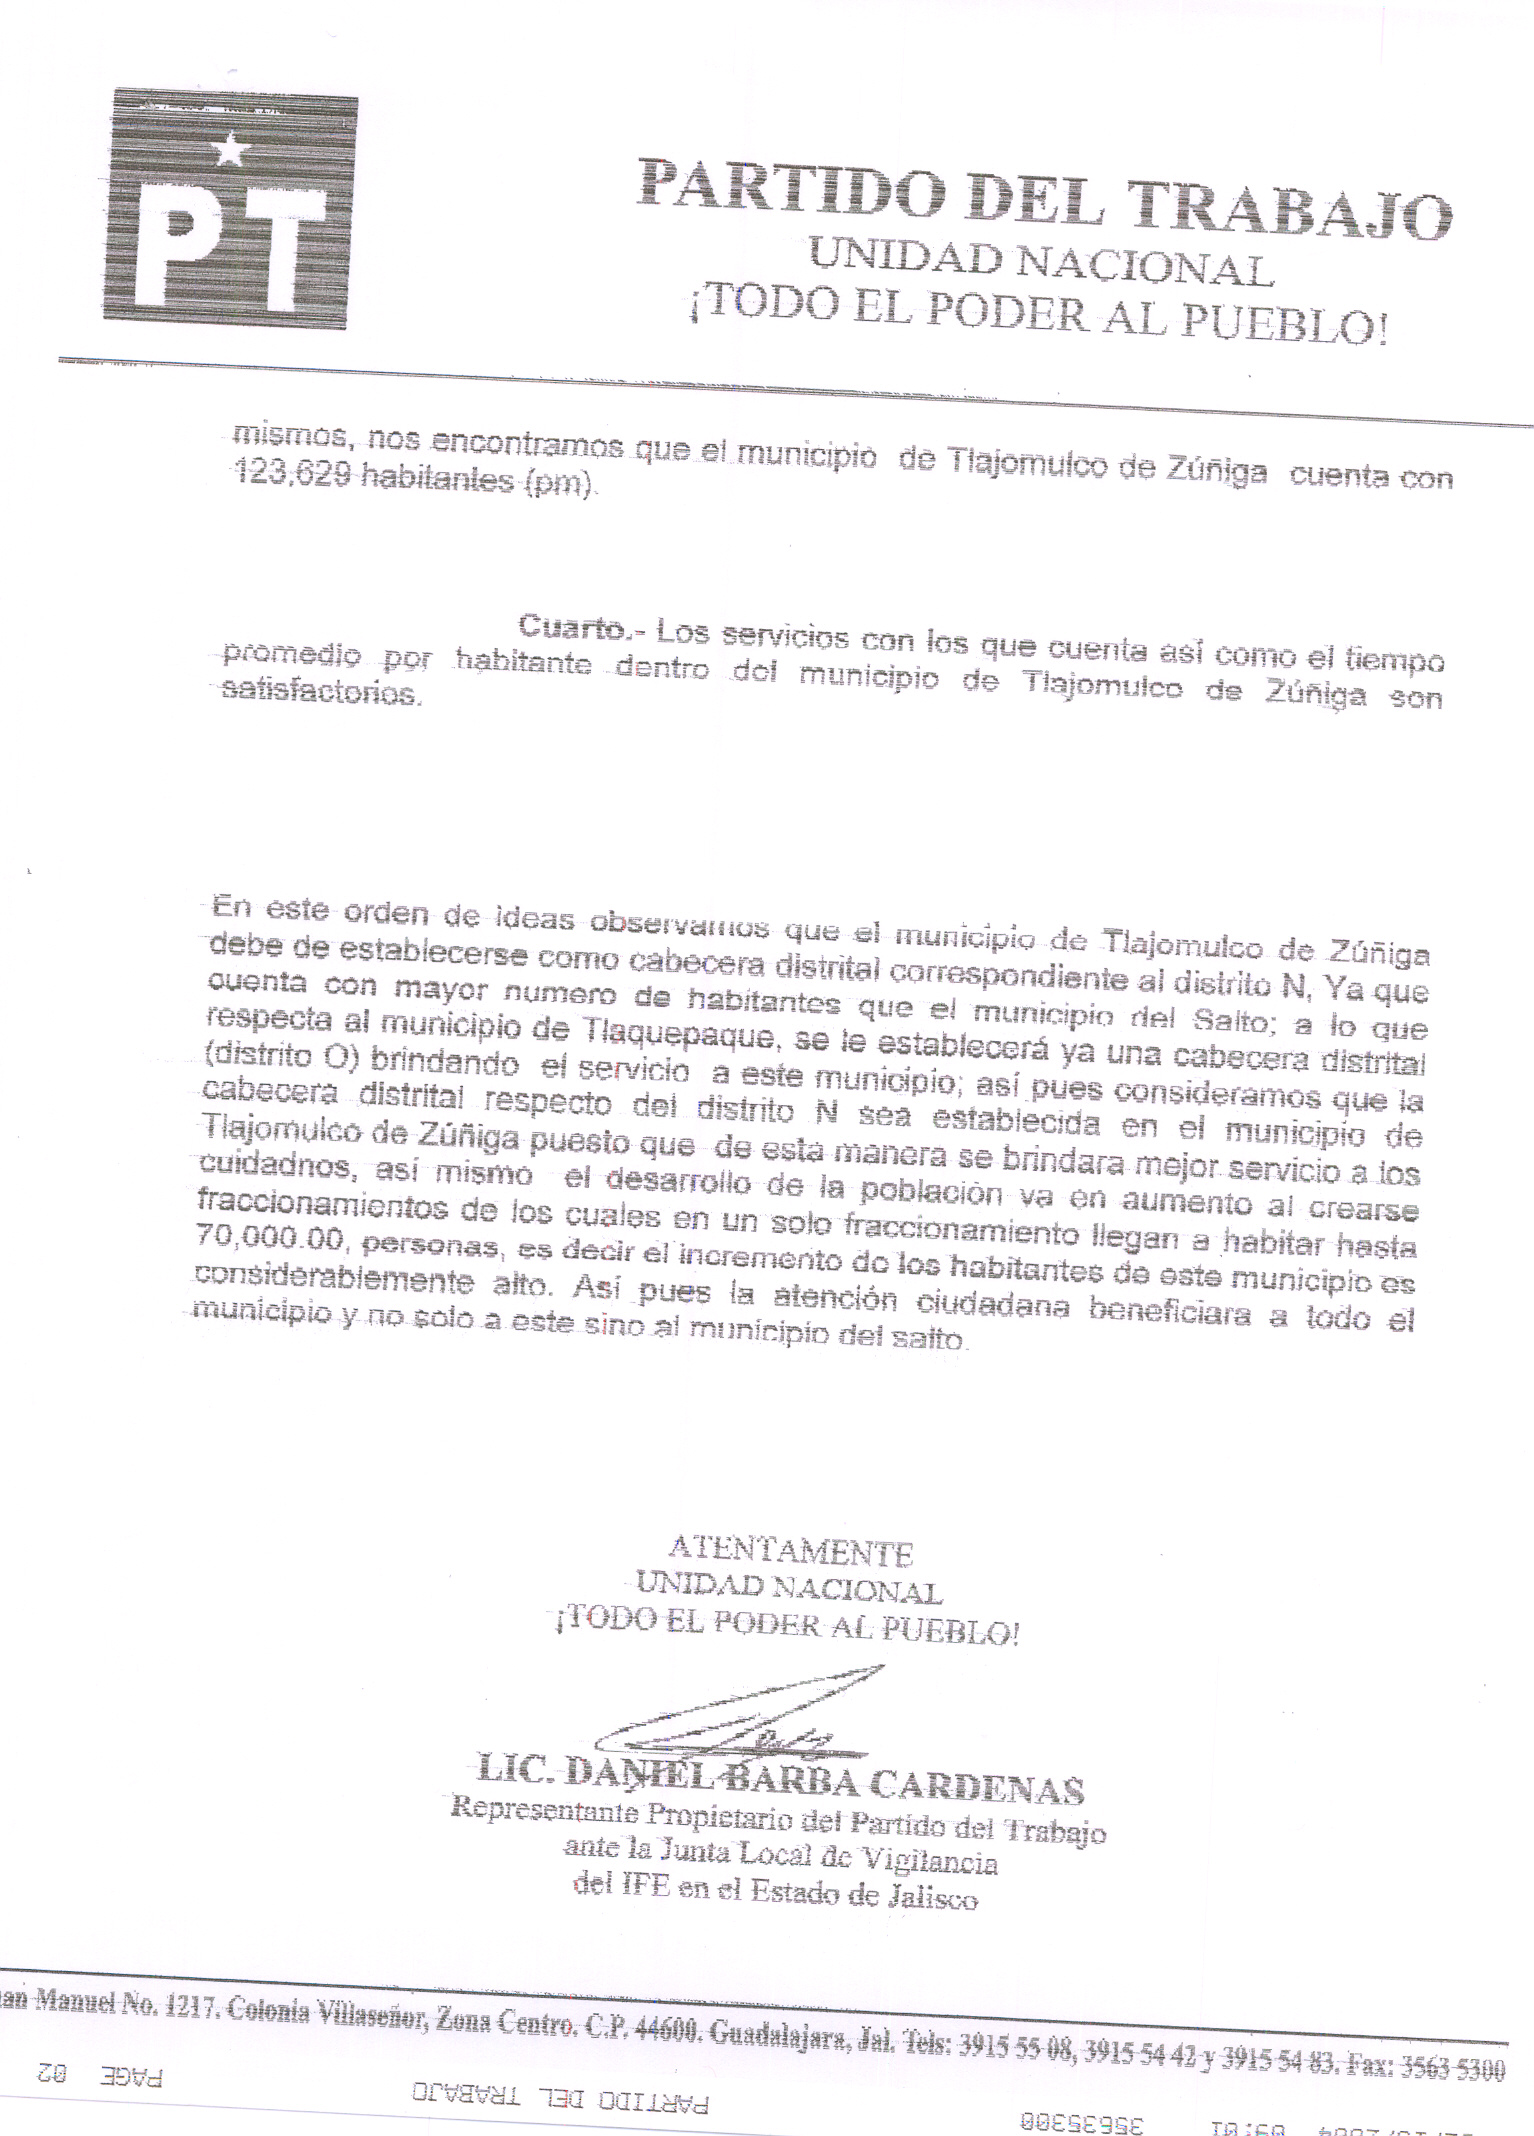 PT
PARTIDO DEL TRABAJO
UNIDAD NACIONAL
¡TODO EL PODER AL PUEBLO!
mismos, nos encontramos que el municipio de Tlajomulco de Zúñiga cuenta con
123,629 habitantes (pm).
Cuarto.- Los servicios con los que cuenta así como el tiempo
promedio por habitante dentro del municipio de Tlajomulco de Zúñiga son
satisfactorios.
En este orden de ideas observamos que el municipio de Tlajomulco de Zúñiga
debe de establecerse como cabecera distrital correspondiente al distrito N, Ya que
cuenta con mayor numero de habitantes que el municipio del Salto; a lo que
respecta al municipio de Tlaquepaque, se le establecerá ya una cabecera distrital
(distrito O) brindando el servicio a este municipio; así pues consideramos que la
cabecera distrital respecto del distrito N sea establecida en el municipio de
Tlajomulco de Zúñiga puesto que de esta manera se brindara mejor servicio a los
cuidadnos, así mismo el desarrollo de la población va en aumento al crearse
fraccionamientos de los cuales en un solo fraccionamiento llegan a habitar hasta
70,000.00, personas, es decir el incremento de los habitantes de este municipio es
considerablemente alto. Así pues la atención ciudadana beneficiara a todo el
municipio y no solo a este sino al municipio del salto.
ATENTAMENTE
UNIDAD NACIONAL
¡TODO EL PODER AL PUEBLO!
LIC. DANIEL BARBA CARDENAS
Representante Propietario del Partido del Trabajo
ante la Junta Local de Vigilancia
del IFE en el Estado de Jalisco
uan Manuel No. 1217. Colonia Villaseñor, Zona Centro. C.P. 44600. Guadalajara, Jal. Tels: 3915 55 08, 3915 54 42 y 3915 54 83. Fax: 3563 5300
09:01 35635300 PARTIDO DEL TRABAJO PAGE 02